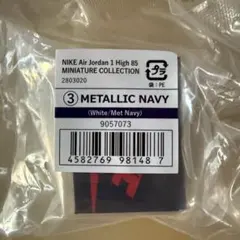 NIKE Air Jordan 1 High 85
MINIATURE COLLECTION
2803020
プラ
袋：PE
③ METALLIC NAVY
(White/Met Navy)
9057073
4582769 98148 7